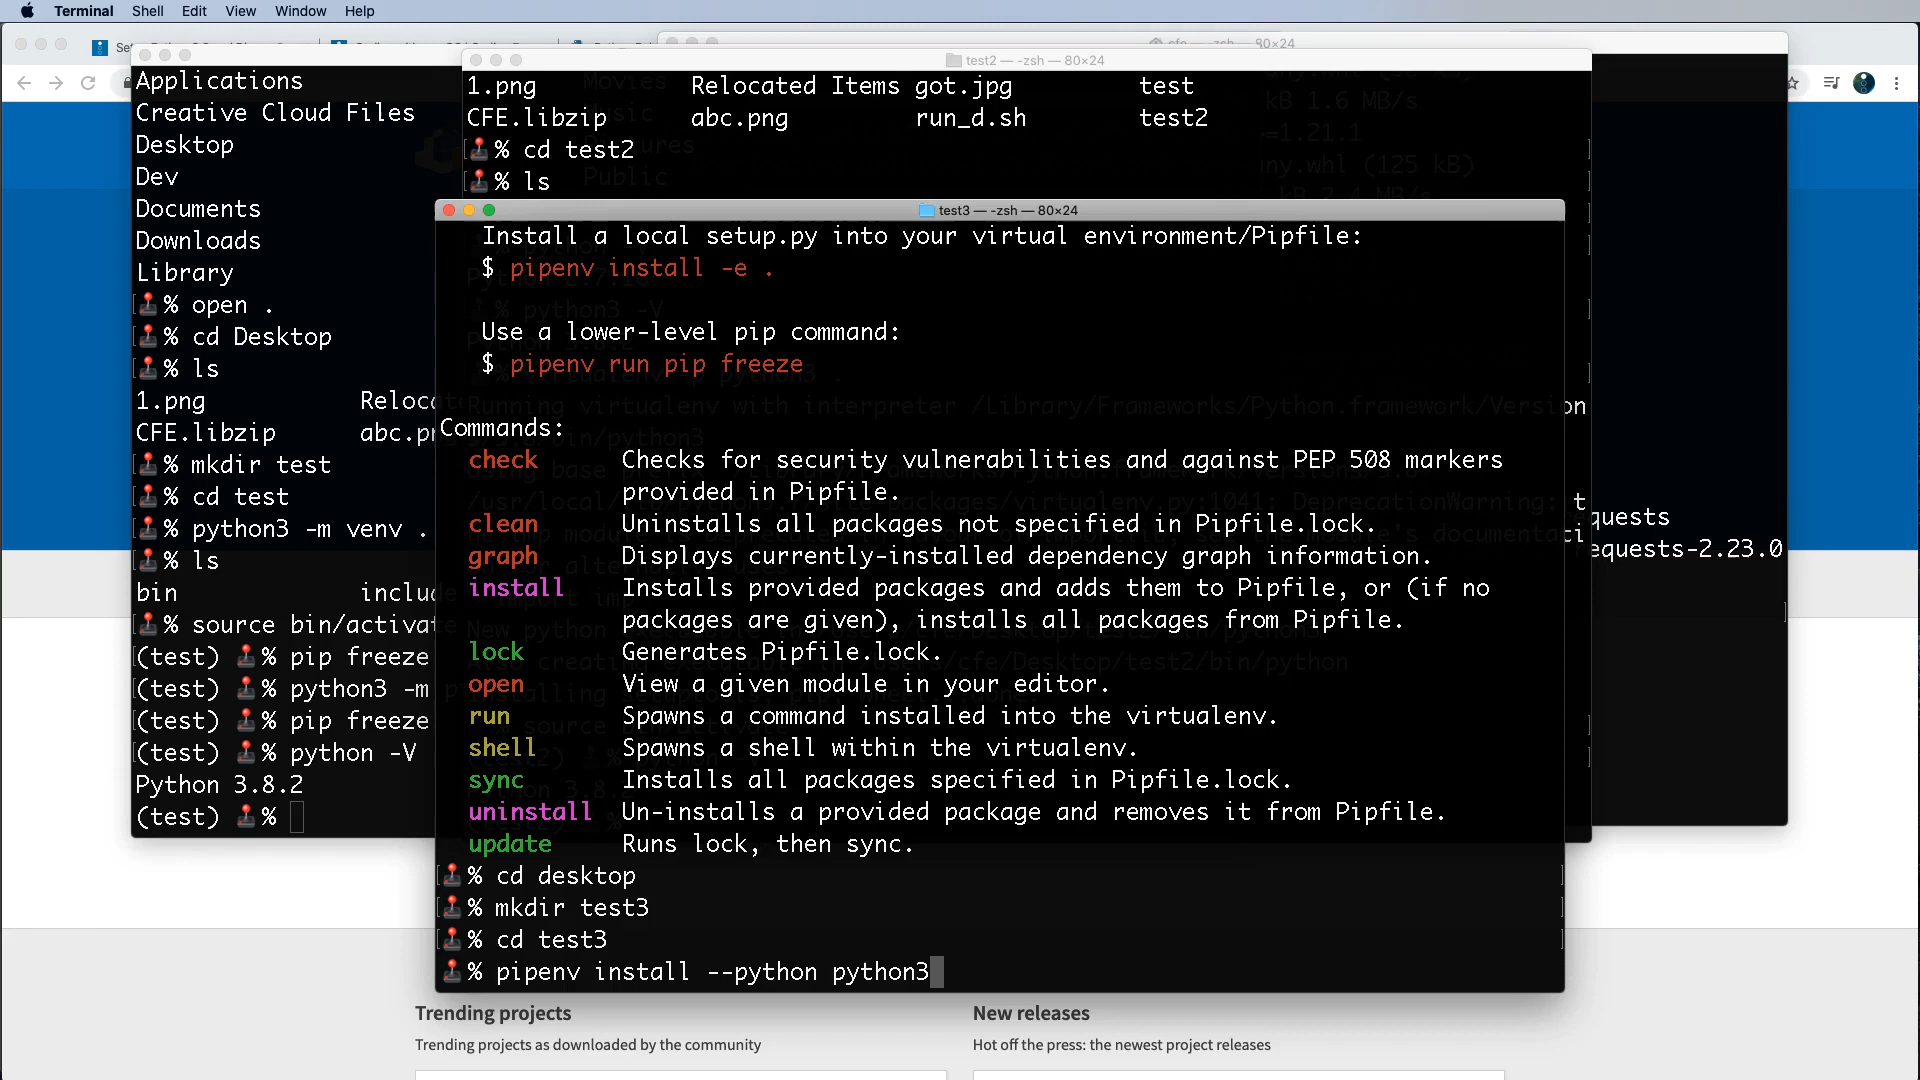 Terminal Shell Edit View Window Help
cfe — -zsh — 80×24
test2 — -zsh — 80×24
Applications
Creative Cloud Files
Desktop
Dev
Documents
Downloads
Library
% open .
% cd Desktop
% ls
1.png
CFE.libzip
% mkdir test
% cd test
% python3 -m venv .
% ls
bin
% source bin/activat
(test) % pip freeze
(test) % python3 -m
(test) % pip freeze
(test) % python -V
Python 3.8.2
(test) %
1.png Relocated Items got.jpg test
CFE.libzip abc.png run_d.sh test2
% cd test2
% ls
test3 — -zsh — 80×24
Install a local setup.py into your virtual environment/Pipfile:
$ pipenv install -e .
Use a lower-level pip command:
$ pipenv run pip freeze
Commands:
check Checks for security vulnerabilities and against PEP 508 markers
provided in Pipfile.
clean Uninstalls all packages not specified in Pipfile.lock.
graph Displays currently-installed dependency graph information.
install Installs provided packages and adds them to Pipfile, or (if no
packages are given), installs all packages from Pipfile.
lock Generates Pipfile.lock.
open View a given module in your editor.
run Spawns a command installed into the virtualenv.
shell Spawns a shell within the virtualenv.
sync Installs all packages specified in Pipfile.lock.
uninstall Un-installs a provided package and removes it from Pipfile.
update Runs lock, then sync.
% cd desktop
% mkdir test3
% cd test3
% pipenv install --python python3
quests
equests-2.23.0
Trending projects
Trending projects as downloaded by the community
New releases
Hot off the press: the newest project releases